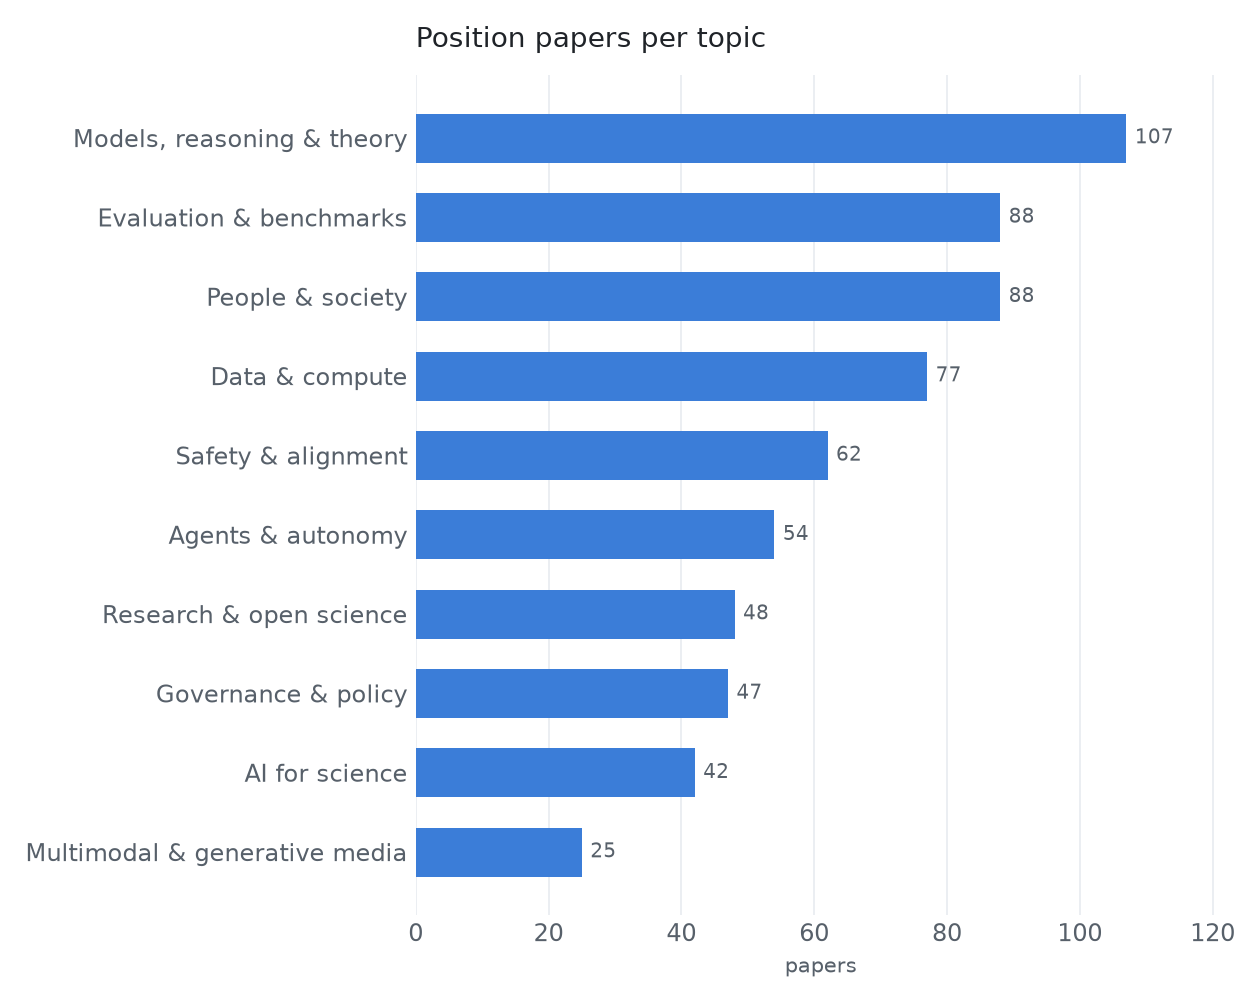 Position papers per topic
Models, reasoning & theory 107
Evaluation & benchmarks 88
People & society 88
Data & compute 77
Safety & alignment 62
Agents & autonomy 54
Research & open science 48
Governance & policy 47
AI for science 42
Multimodal & generative media 25
0 20 40 60 80 100 120
papers